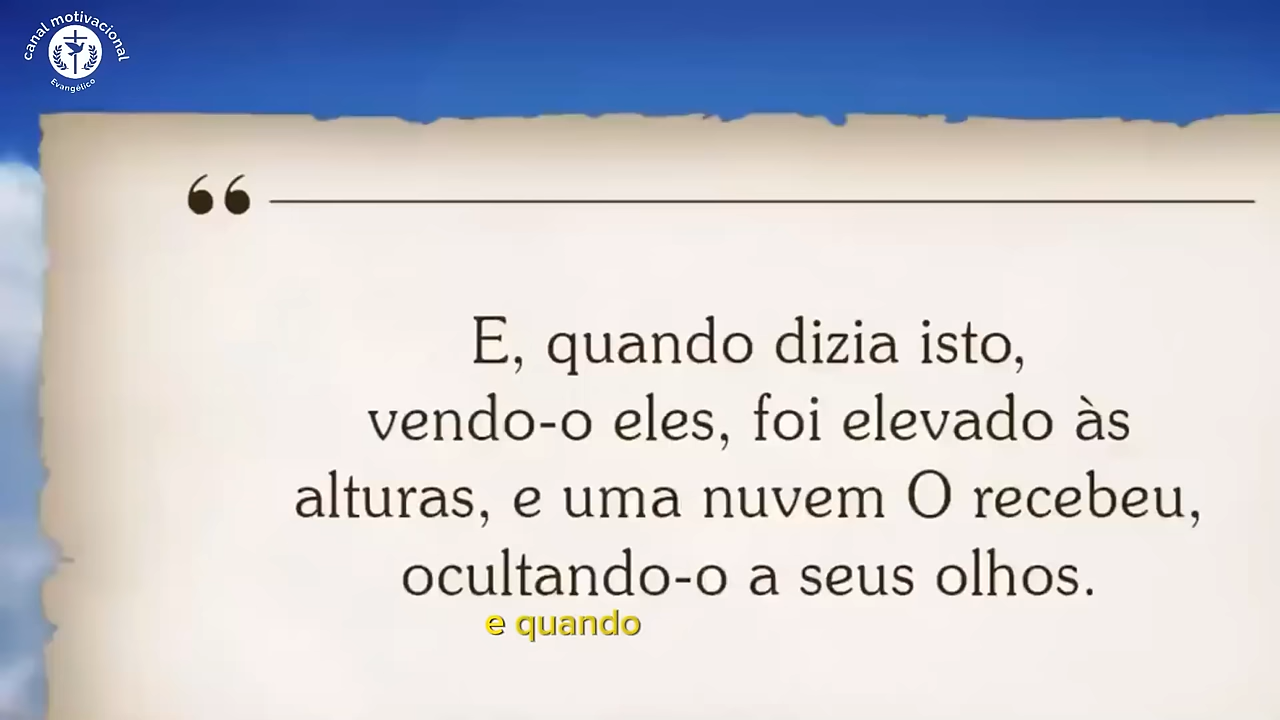 canal motivacional
Evangélico
“
E, quando dizia isto,
vendo-o eles, foi elevado às
alturas, e uma nuvem O recebeu,
ocultando-o a seus olhos.
e quando